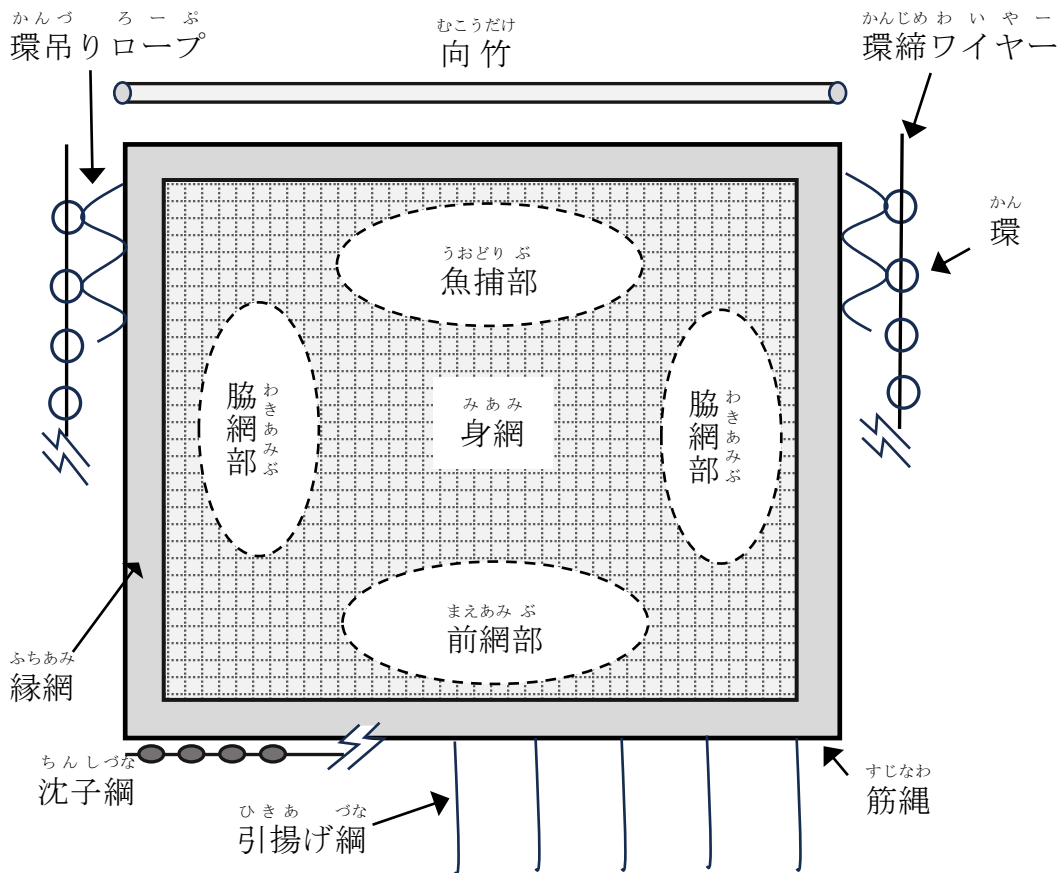 かんづ ろーぷ
環吊りロープ
むこうだけ
向竹
かんじめわいやー
環締ワイヤー
かん
環
うおどり ぶ
魚捕部
わきあみぶ
脇網部
みあみ
身網
わきあみぶ
脇網部
まえあみ ぶ
前網部
ふちあみ
縁網
ちんしづな
沈子綱
ひきあ づな
引揚げ綱
すじなわ
筋縄